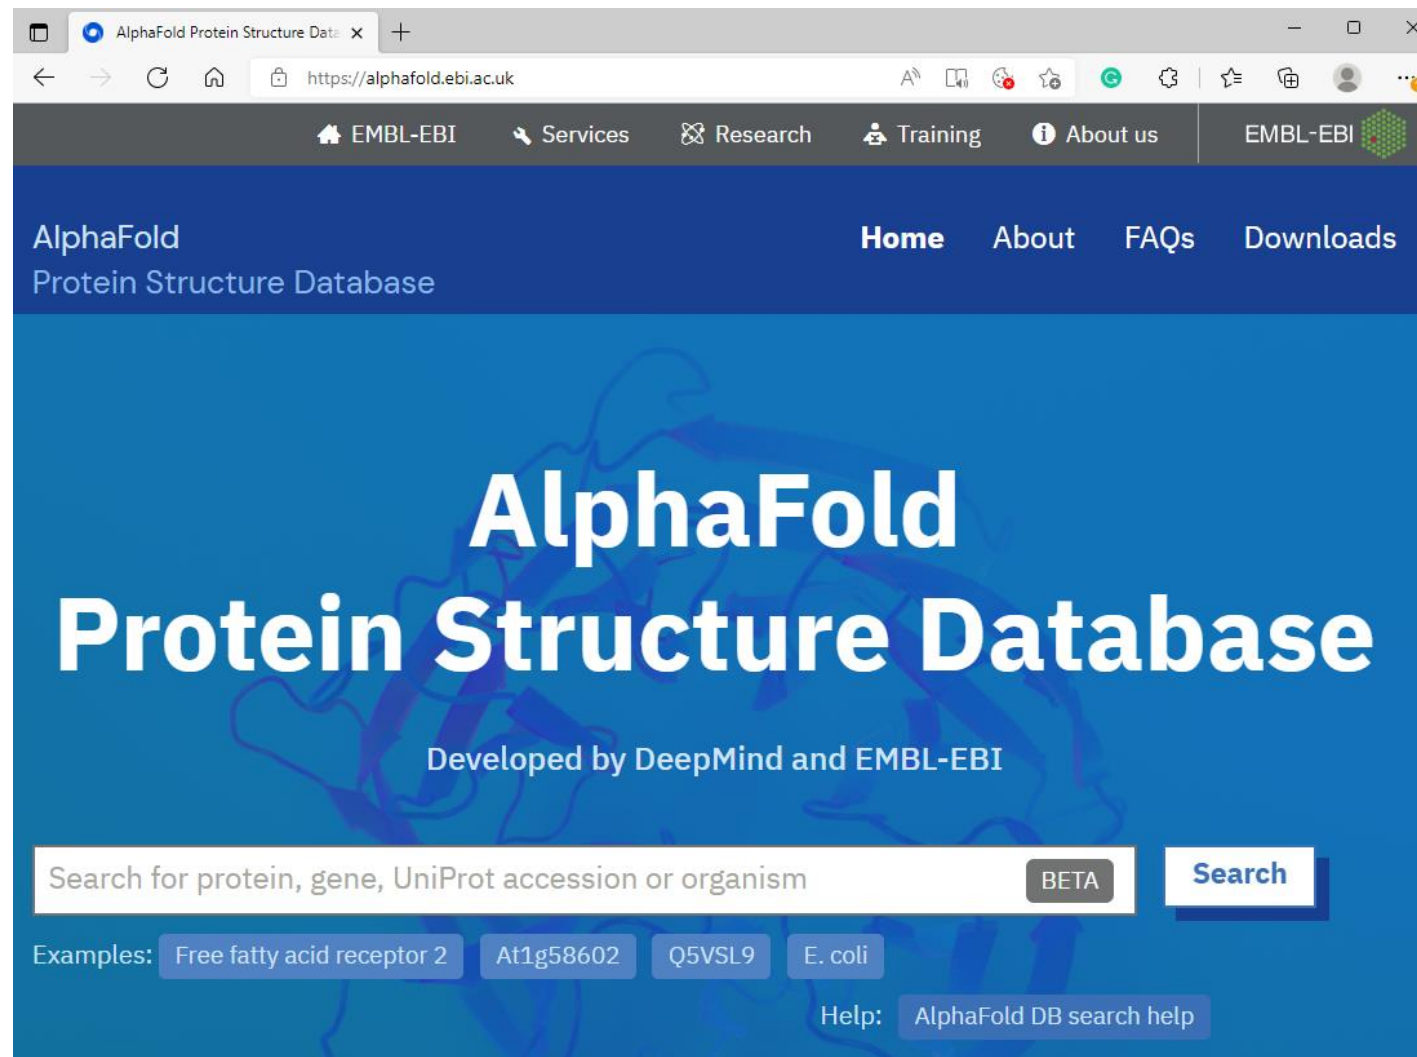 AlphaFold Protein Structure Data
https://alphafold.ebi.ac.uk
EMBL-EBI Services Research Training About us EMBL-EBI
AlphaFold
Protein Structure Database
Home About FAQs Downloads
AlphaFold
Protein Structure Database
Developed by DeepMind and EMBL-EBI
Search for protein, gene, UniProt accession or organism BETA Search
Examples: Free fatty acid receptor 2 At1g58602 Q5VSL9 E. coli
Help: AlphaFold DB search help